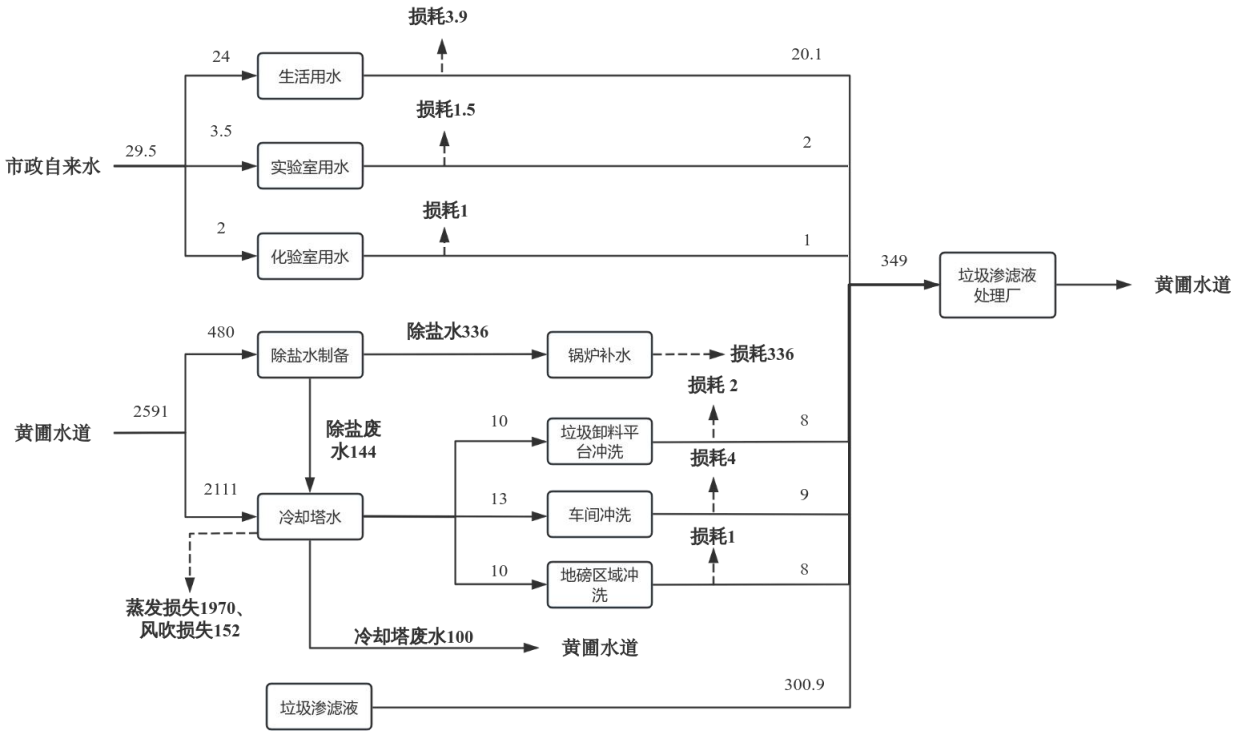 损耗3.9
24
生活用水
20.1
损耗1.5
3.5
29.5
市政自来水
实验室用水
2
损耗1
2
化验室用水
1
349
垃圾渗滤液
处理厂
黄圃水道
480
除盐水制备
除盐水336
锅炉补水
损耗336
2591
黄圃水道
除盐废
水144
损耗 2
10
垃圾卸料平
台冲洗
8
损耗4
2111
冷却塔水
13
车间冲洗
9
损耗1
10
地磅区域冲
洗
8
蒸发损失1970、
风吹损失152
冷却塔废水100
黄圃水道
垃圾渗滤液
300.9